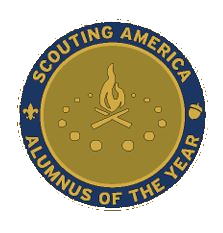 SCOUTING AMERICA
ALUMNUS OF THE YEAR